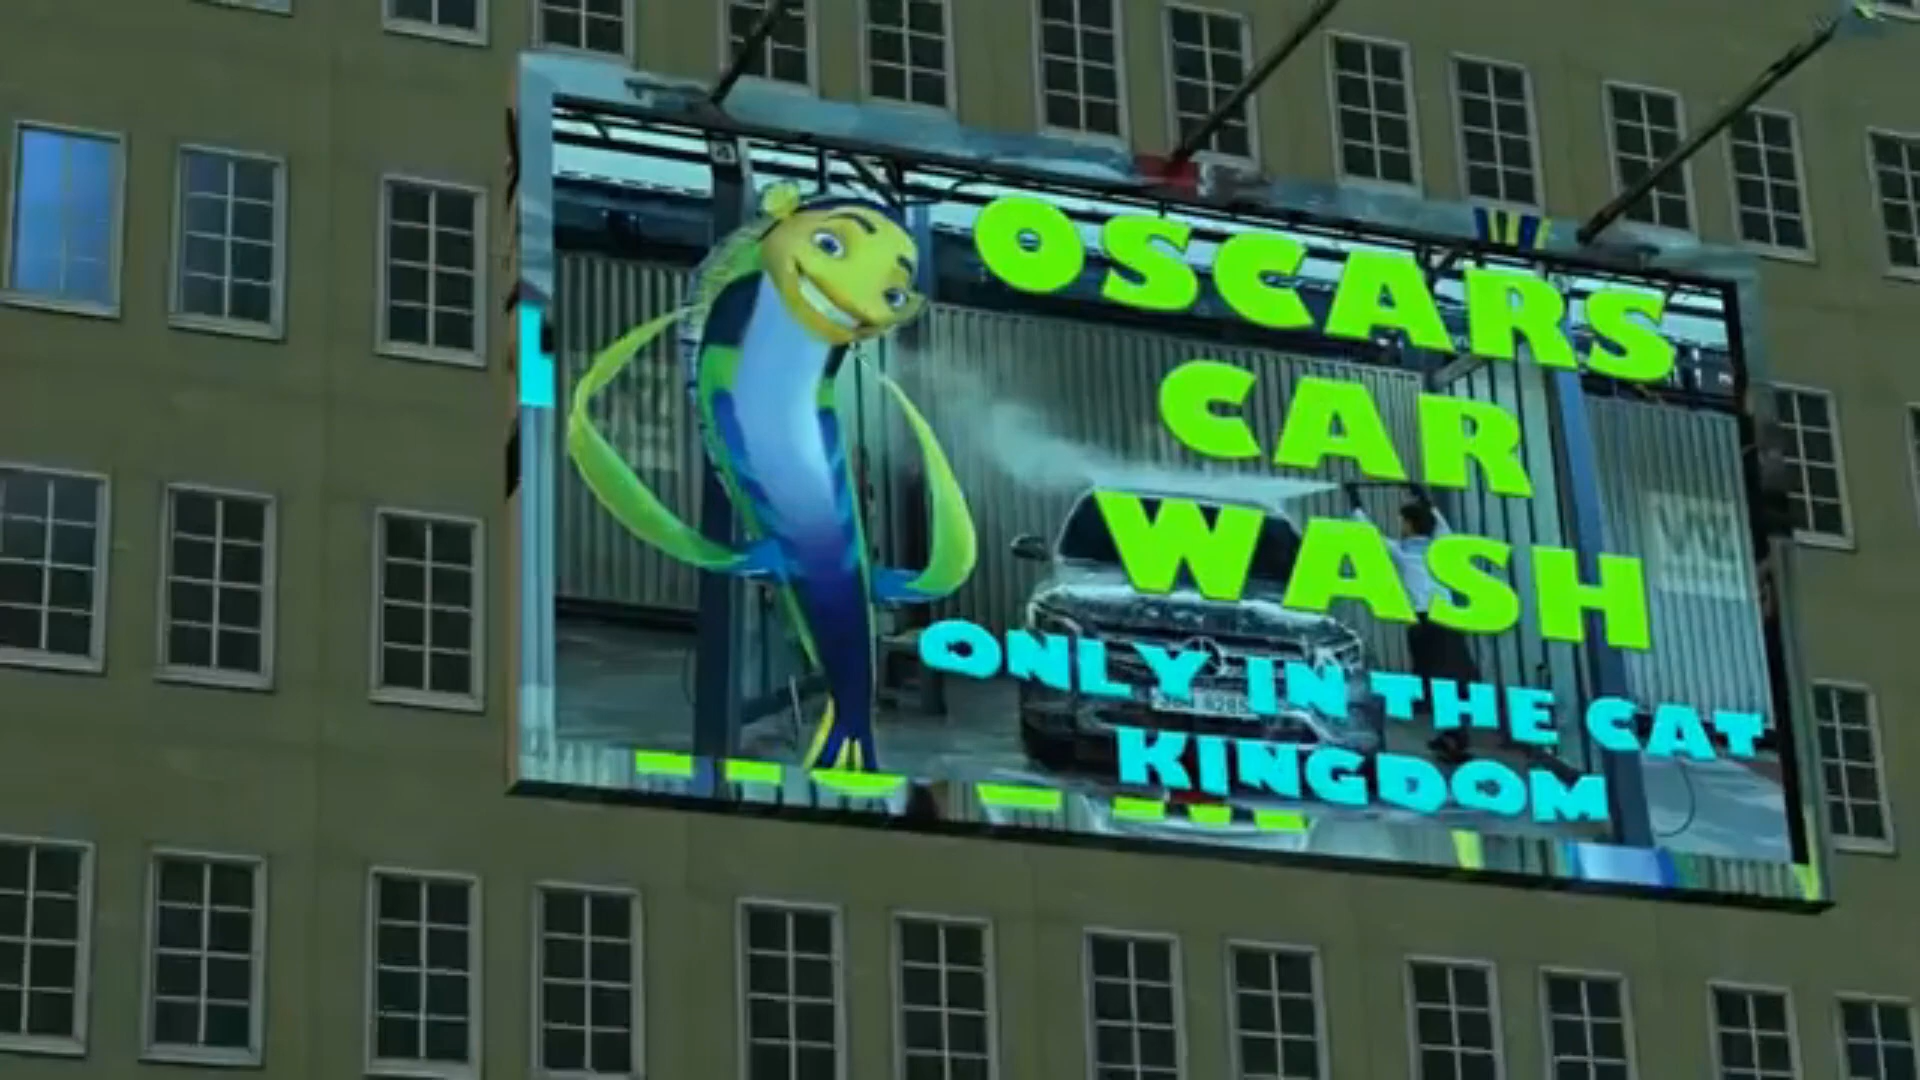 OSCARS
CAR
WASH
ONLY IN THE CAT
KINGDOM